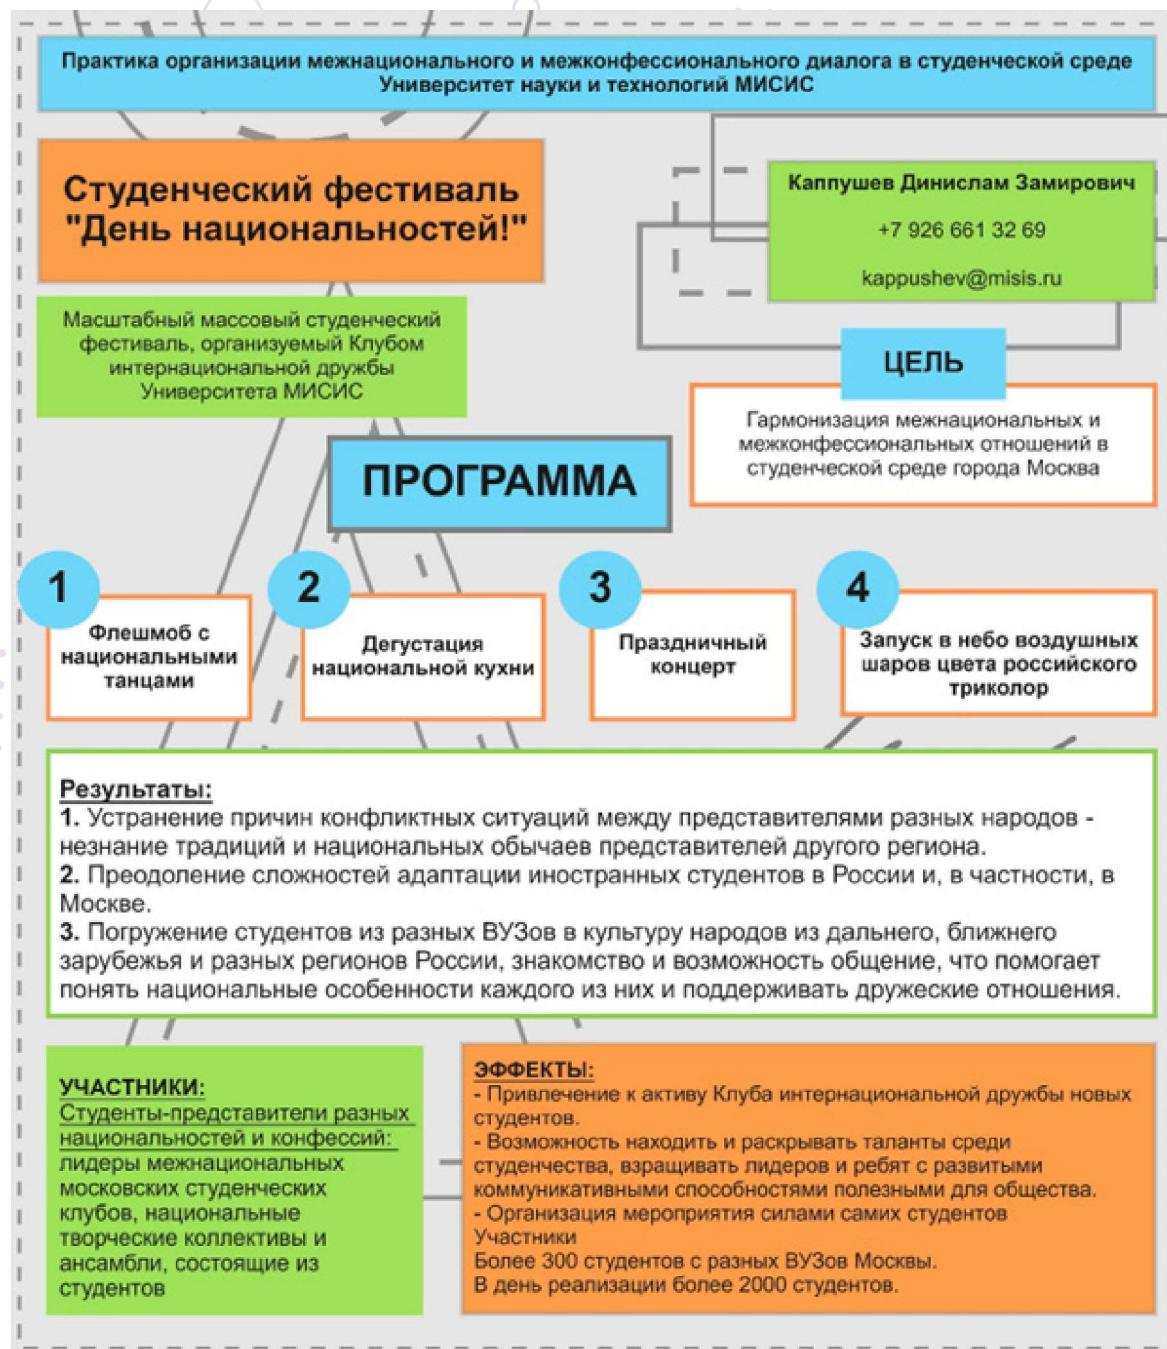 Практика организации межнационального и межконфессионального диалога в студенческой среде
Университет науки и технологий МИСИС
Студенческий фестиваль
"День национальностей!"
Каппушев Динислам Замирович
+7 926 661 32 69
kappushev@misis.ru
Масштабный массовый студенческий
фестиваль, организуемый Клубом
интернациональной дружбы
Университета МИСИС
ЦЕЛЬ
Гармонизация межнациональных и
межконфессиональных отношений в
студенческой среде города Москва
ПРОГРАММА
1
Флешмоб с
национальными
танцами
2
Дегустация
национальной кухни
3
Праздничный
концерт
4
Запуск в небо воздушных
шаров цвета российского
триколор
Результаты:
1. Устранение причин конфликтных ситуаций между представителями разных народов -
незнание традиций и национальных обычаев представителей другого региона.
2. Преодоление сложностей адаптации иностранных студентов в России и, в частности, в
Москве.
3. Погружение студентов из разных ВУЗов в культуру народов из дальнего, ближнего
зарубежья и разных регионов России, знакомство и возможность общение, что помогает
понять национальные особенности каждого из них и поддерживать дружеские отношения.
УЧАСТНИКИ:
Студенты-представители разных
национальностей и конфессий:
лидеры межнациональных
московских студенческих
клубов, национальные
творческие коллективы и
ансамбли, состоящие из
студентов
ЭФФЕКТЫ:
- Привлечение к активу Клуба интернациональной дружбы новых
студентов.
- Возможность находить и раскрывать таланты среди
студенчества, взращивать лидеров и ребят с развитыми
коммуникативными способностями полезными для общества.
- Организация мероприятия силами самих студентов
Участники
Более 300 студентов с разных ВУЗов Москвы.
В день реализации более 2000 студентов.